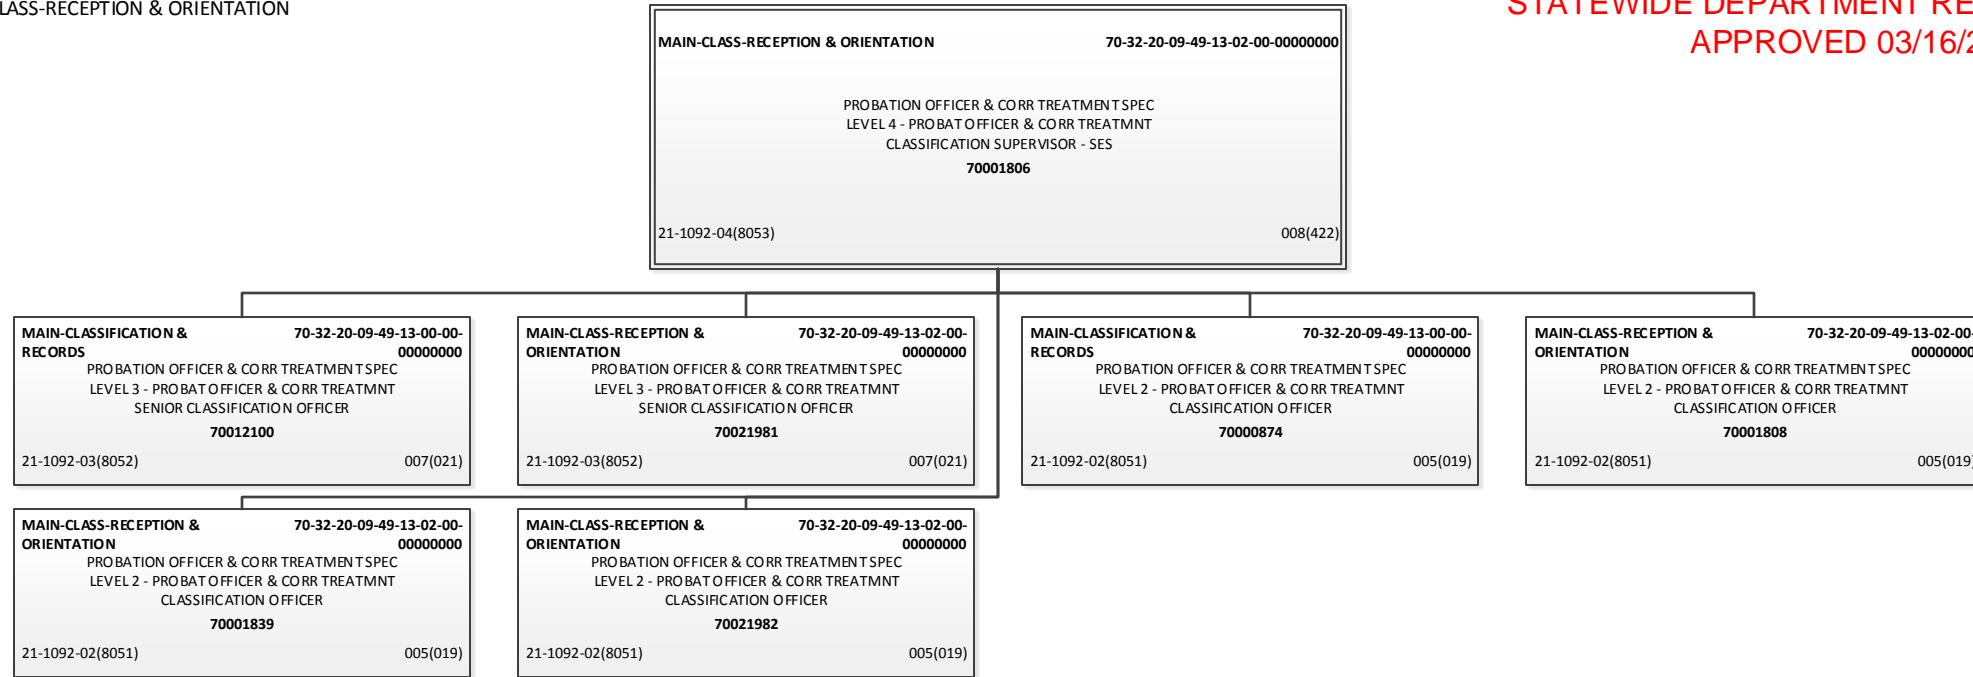 LASS-RECEPTION & ORIENTATION
STATEWIDE DEPARTMENT
APPROVED 03/16/
MAIN-CLASS-RECEPTION & ORIENTATION 70-32-20-09-49-13-02-00-00000000
PROBATION OFFICER & CORR TREATMENT SPEC
LEVEL 4 - PROBAT OFFICER & CORR TREATMNT
CLASSIFICATION SUPERVISOR - SES
70001806
21-1092-04(8053) 008(422)
MAIN-CLASSIFICATION & 70-32-20-09-49-13-00-00-
RECORDS 00000000
PROBATION OFFICER & CORR TREATMENT SPEC
LEVEL 3 - PROBAT OFFICER & CORR TREATMNT
SENIOR CLASSIFICATION OFFICER
70012100
21-1092-03(8052) 007(021)
MAIN-CLASS-RECEPTION & 70-32-20-09-49-13-02-00-
ORIENTATION 00000000
PROBATION OFFICER & CORR TREATMENT SPEC
LEVEL 3 - PROBAT OFFICER & CORR TREATMNT
SENIOR CLASSIFICATION OFFICER
70021981
21-1092-03(8052) 007(021)
MAIN-CLASSIFICATION & 70-32-20-09-49-13-00-00-
RECORDS 00000000
PROBATION OFFICER & CORR TREATMENT SPEC
LEVEL 2 - PROBAT OFFICER & CORR TREATMNT
CLASSIFICATION OFFICER
70000874
21-1092-02(8051) 005(019)
MAIN-CLASS-RECEPTION & 70-32-20-09-49-13-02-00-
ORIENTATION 00000000
PROBATION OFFICER & CORR TREATMENT SPEC
LEVEL 2 - PROBAT OFFICER & CORR TREATMNT
CLASSIFICATION OFFICER
70001808
21-1092-02(8051) 005(019)
MAIN-CLASS-RECEPTION & 70-32-20-09-49-13-02-00-
ORIENTATION 00000000
PROBATION OFFICER & CORR TREATMENT SPEC
LEVEL 2 - PROBAT OFFICER & CORR TREATMNT
CLASSIFICATION OFFICER
70001839
21-1092-02(8051) 005(019)
MAIN-CLASS-RECEPTION & 70-32-20-09-49-13-02-00-
ORIENTATION 00000000
PROBATION OFFICER & CORR TREATMENT SPEC
LEVEL 2 - PROBAT OFFICER & CORR TREATMNT
CLASSIFICATION OFFICER
70021982
21-1092-02(8051) 005(019)